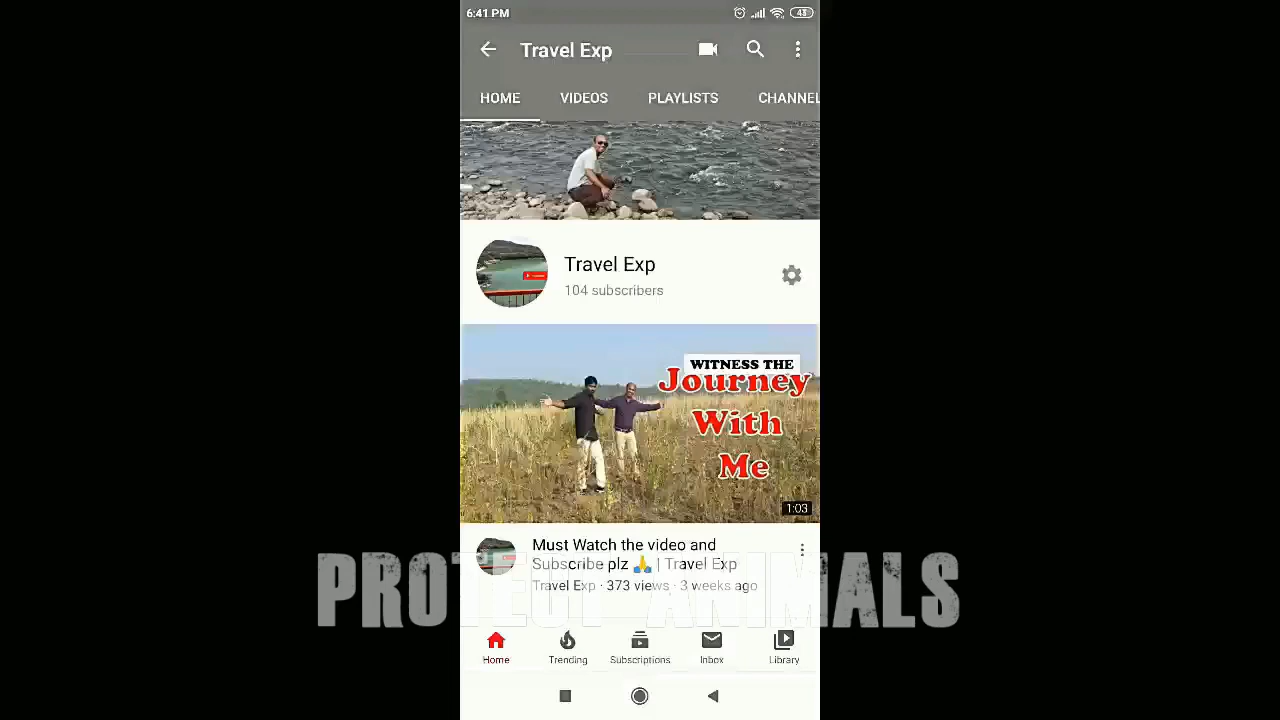 6:41 PM
43
Travel Exp
HOME VIDEOS PLAYLISTS CHANNEL
Travel Exp
104 subscribers
WITNESS THE
Journey
With
Me
1:03
Must Watch the video and
Subscribe plz 🙏 | Travel Exp
Travel Exp · 373 views · 3 weeks ago
PROTECT ANIMALS
Home Trending Subscriptions Inbox Library